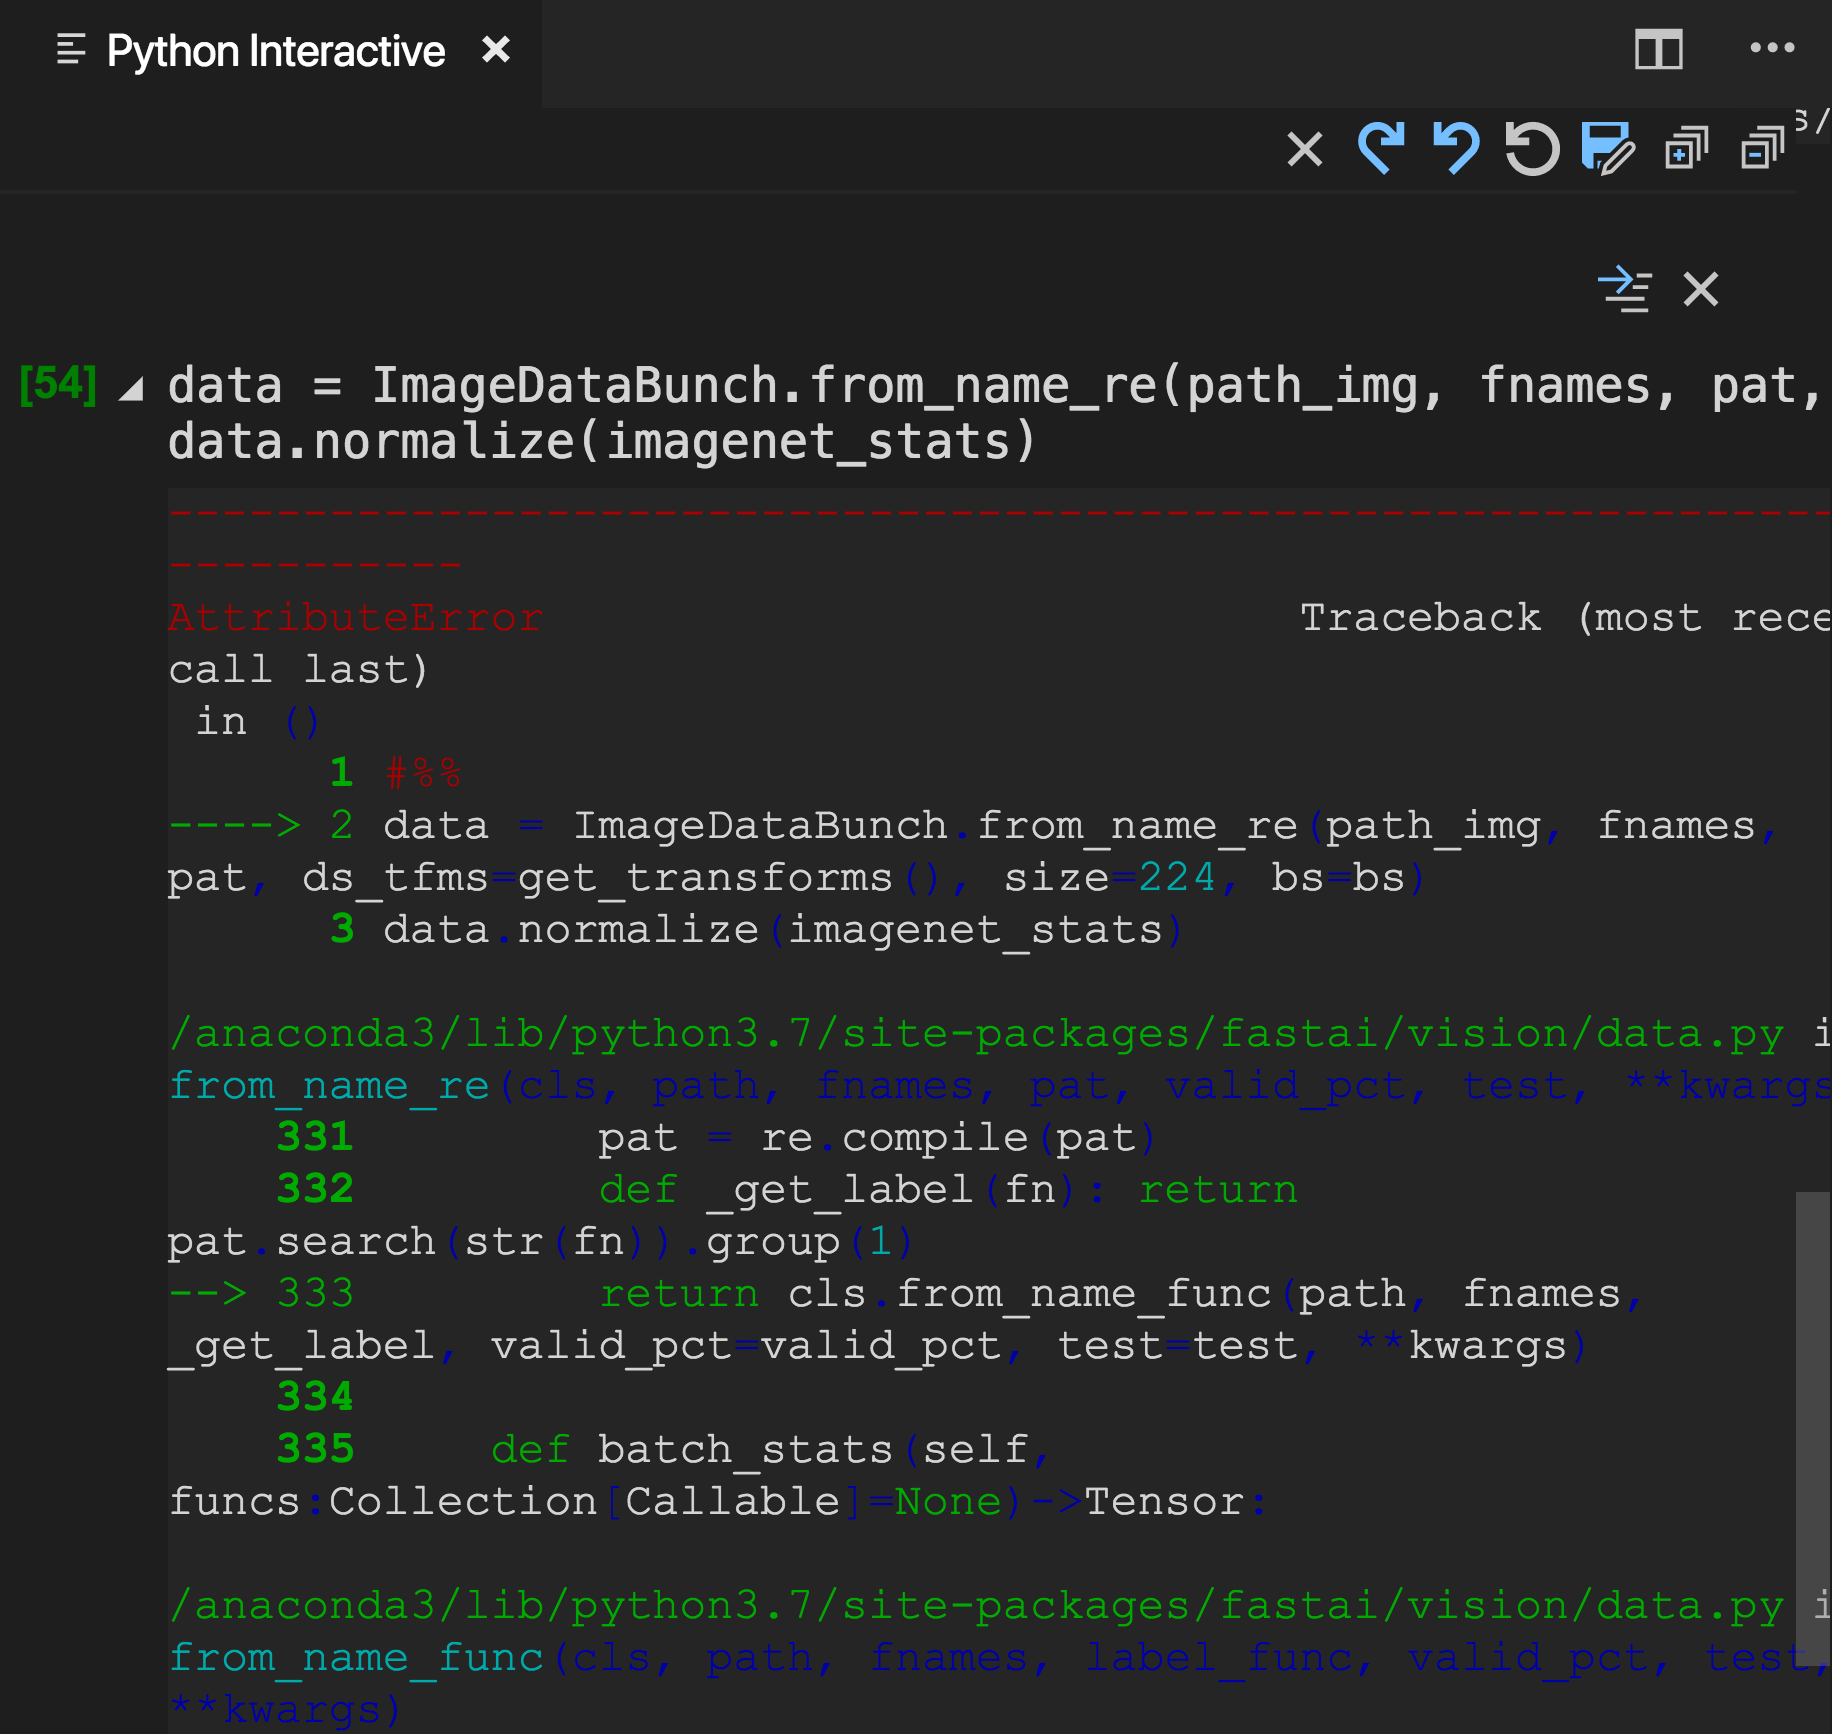 Python Interactive
s/
[54] data = ImageDataBunch.from_name_re(path_img, fnames, pat,
data.normalize(imagenet_stats)
---------------------------------------------------------------
-----------
AttributeError                            Traceback (most rece
call last)
 in ()
      1 #%%
----> 2 data = ImageDataBunch.from_name_re(path_img, fnames,
pat, ds_tfms=get_transforms(), size=224, bs=bs)
      3 data.normalize(imagenet_stats)
/anaconda3/lib/python3.7/site-packages/fastai/vision/data.py i
from_name_re(cls, path, fnames, pat, valid_pct, test, **kwargs
    331         pat = re.compile(pat)
    332         def _get_label(fn): return
pat.search(str(fn)).group(1)
--> 333         return cls.from_name_func(path, fnames,
_get_label, valid_pct=valid_pct, test=test, **kwargs)
    334
    335     def batch_stats(self,
funcs:Collection[Callable]=None)->Tensor:
/anaconda3/lib/python3.7/site-packages/fastai/vision/data.py i
from_name_func(cls, path, fnames, label_func, valid_pct, test,
**kwargs)